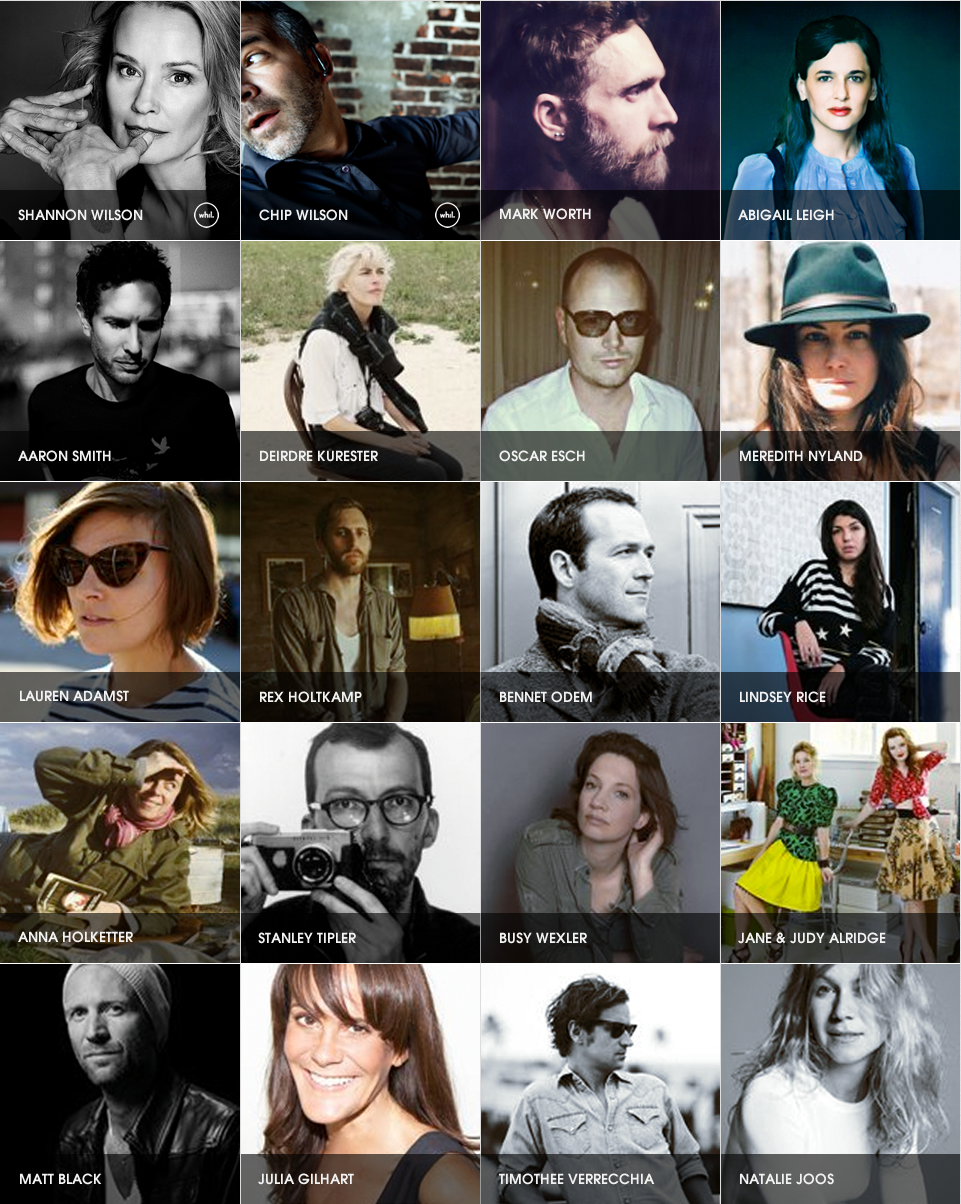 SHANNON WILSON
whil.
CHIP WILSON
whil.
MARK WORTH
ABIGAIL LEIGH
AARON SMITH
DEIRDRE KURESTER
OSCAR ESCH
MEREDITH NYLAND
LAUREN ADAMST
REX HOLTKAMP
BENNET ODEM
LINDSEY RICE
ANNA HOLKETTER
STANLEY TIPLER
BUSY WEXLER
JANE & JUDY ALRIDGE
MATT BLACK
JULIA GILHART
TIMOTHEE VERRECCHIA
NATALIE JOOS